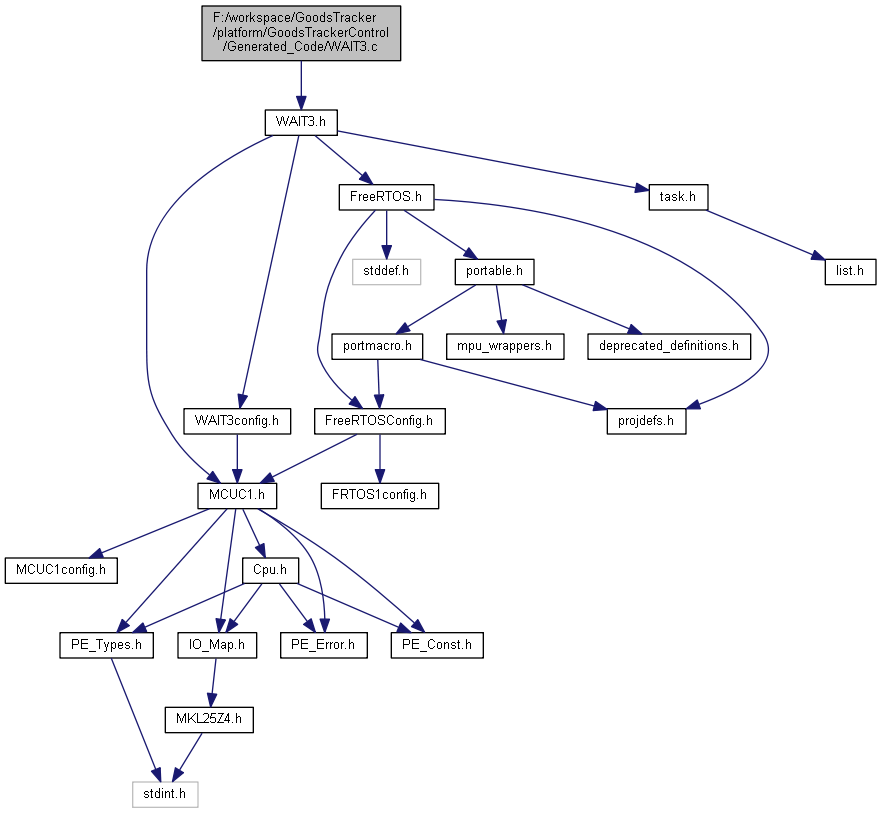 F:/workspace/GoodsTracker
/platform/GoodsTrackerControl
/Generated_Code/WAIT3.c
WAIT3.h
FreeRTOS.h
task.h
stddef.h
portable.h
list.h
portmacro.h
mpu_wrappers.h
deprecated_definitions.h
WAIT3config.h
FreeRTOSConfig.h
projdefs.h
MCUC1.h
FRTOS1config.h
MCUC1config.h
Cpu.h
PE_Types.h
IO_Map.h
PE_Error.h
PE_Const.h
MKL25Z4.h
stdint.h